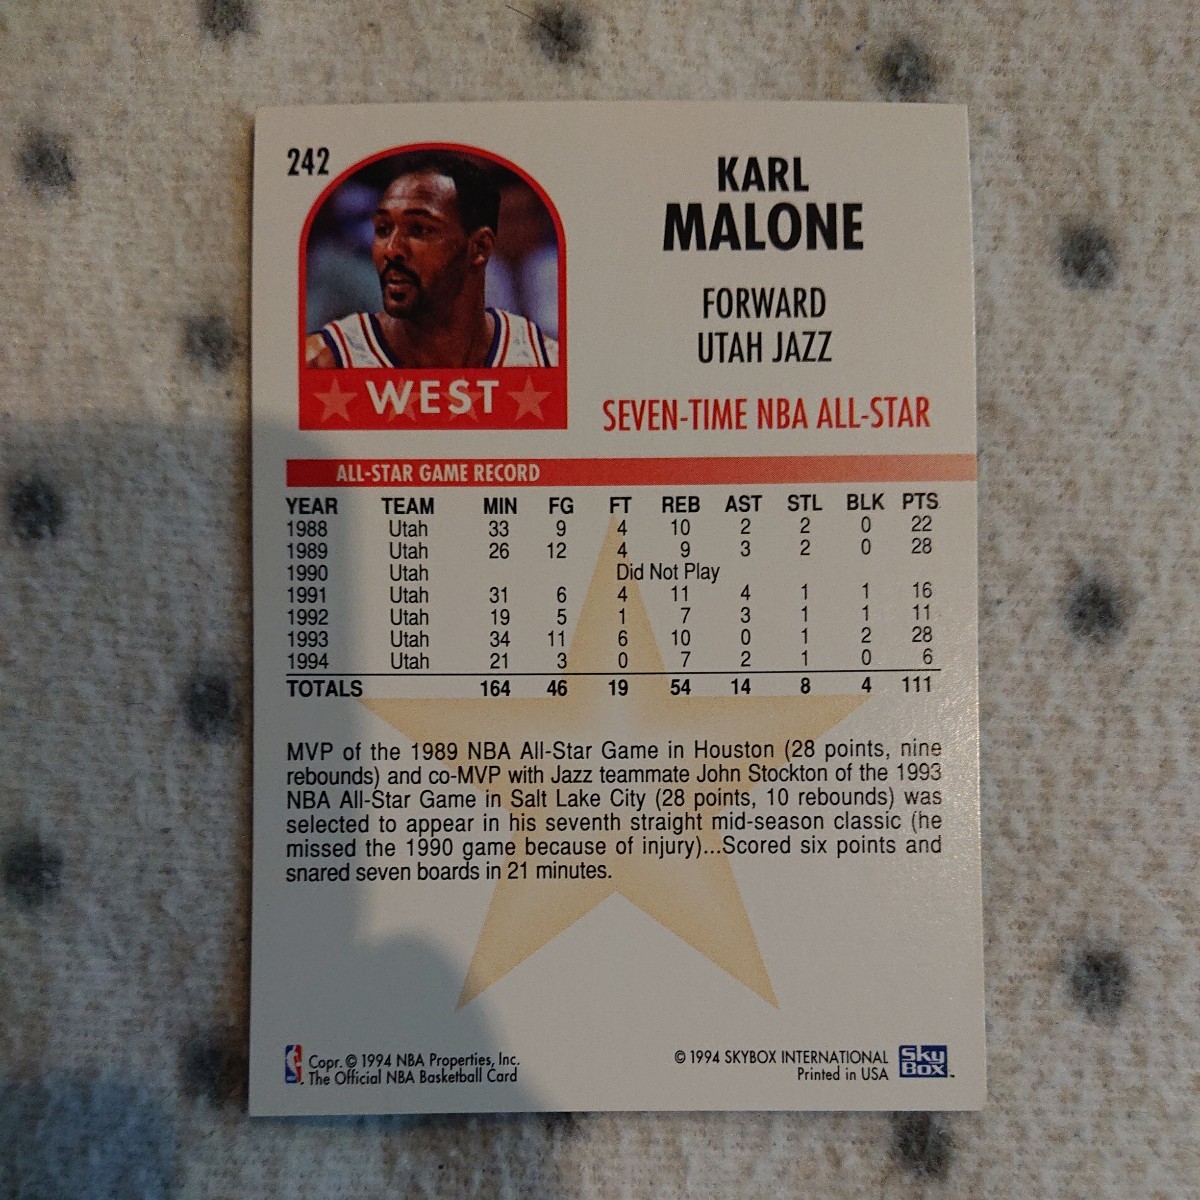 242
KARL
MALONE
FORWARD
UTAH JAZZ
WEST
SEVEN-TIME NBA ALL-STAR
ALL-STAR GAME RECORD
YEAR TEAM MIN FG FT REB AST STL BLK PTS
1988 Utah 33 9 4 10 2 2 0 22
1989 Utah 26 12 4 9 3 2 0 28
1990 Utah Did Not Play
1991 Utah 31 6 4 11 4 1 1 16
1992 Utah 19 5 1 7 3 1 1 11
1993 Utah 34 11 6 10 0 1 2 28
1994 Utah 21 3 0 7 2 1 0 6
TOTALS 164 46 19 54 14 8 4 111
MVP of the 1989 NBA All-Star Game in Houston (28 points, nine
rebounds) and co-MVP with Jazz teammate John Stockton of the 1993
NBA All-Star Game in Salt Lake City (28 points, 10 rebounds) was
selected to appear in his seventh straight mid-season classic (he
missed the 1990 game because of injury)...Scored six points and
snared seven boards in 21 minutes.
Copr. © 1994 NBA Properties, Inc.
The Official NBA Basketball Card
© 1994 SKYBOX INTERNATIONAL
Printed in USA
Sky
Box